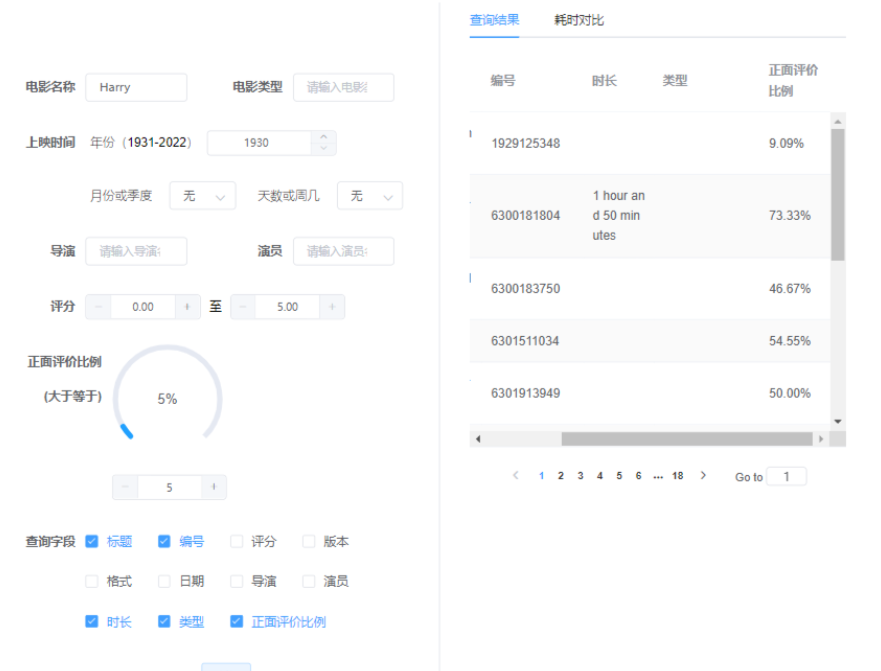 电影名称 Harry 电影类型 请输入电影
上映时间 年份（1931-2022） 1930
月份或季度 无 天数或周几 无
导演 请输入导演 演员 请输入演员
评分 - 0.00 + 至 - 5.00 +
正面评价比例
(大于等于) 5%
- 5 +
查询字段 标题 编号 评分 版本
格式 日期 导演 演员
时长 类型 正面评价比例
查询结果 耗时对比
编号 时长 类型 正面评价
比例
1929125348 9.09%
1 hour an
6300181804 d 50 min 73.33%
utes
6300183750 46.67%
6301511034 54.55%
6301913949 50.00%
1 2 3 4 5 6 ... 18 Go to 1